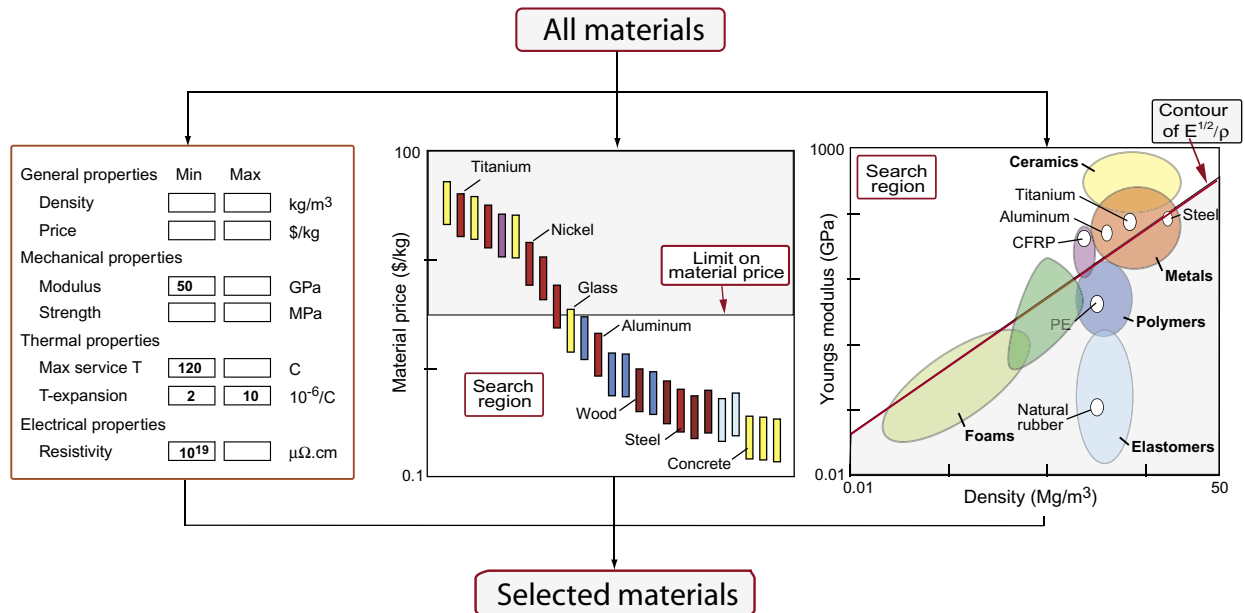 All materials
General properties Min Max
Density kg/m³
Price $/kg
Mechanical properties
Modulus 50 GPa
Strength MPa
Thermal properties
Max service T 120 C
T-expansion 2 10 10⁻⁶/C
Electrical properties
Resistivity 10¹⁹ μΩ.cm
100
Material price ($/kg)
0.1
Titanium
Nickel
Limit on
material price
Glass
Aluminum
Search
region
Wood
Steel
Concrete
Contour
of E¹/²/ρ
1000
Youngs modulus (GPa)
0.01
Search
region
Ceramics
Titanium
Aluminum
Steel
CFRP
Metals
PE
Polymers
Natural
rubber
Foams
Elastomers
0.01
Density (Mg/m³)
50
Selected materials